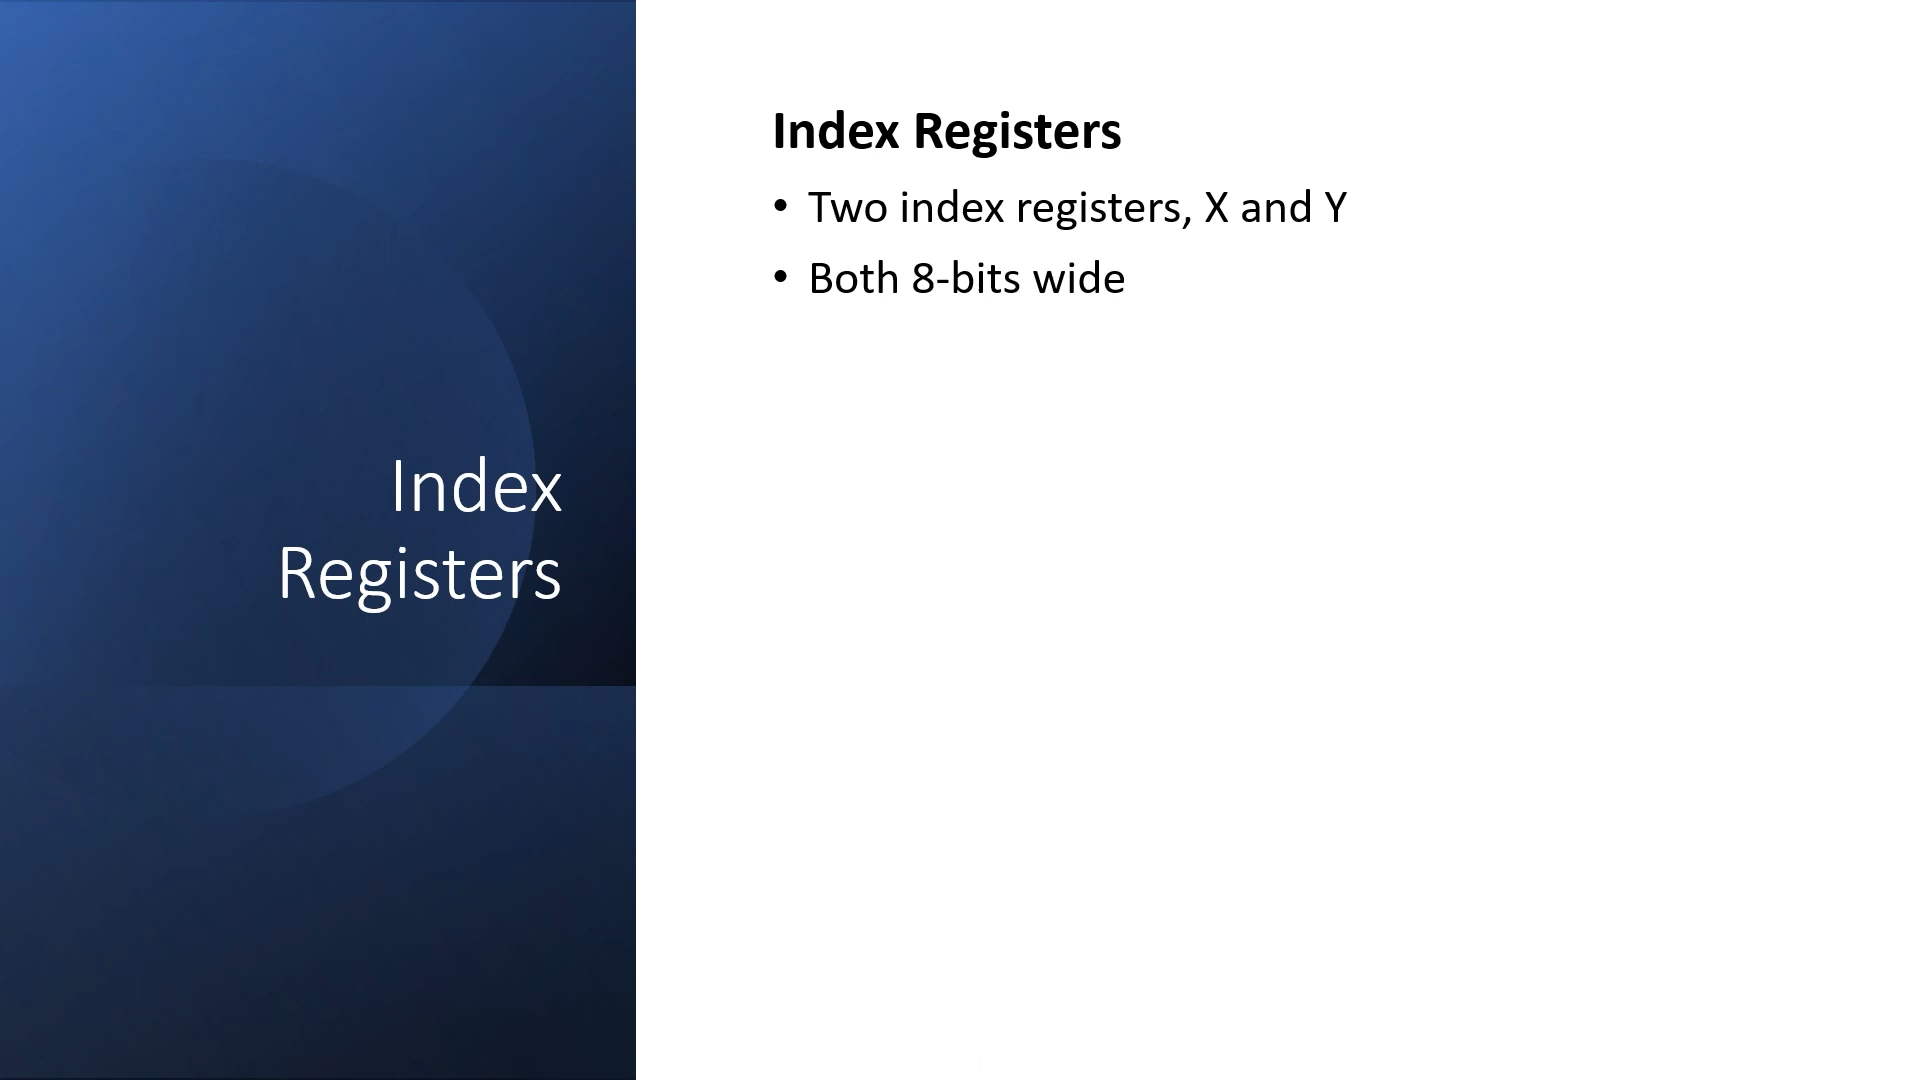 Index
Registers
Index Registers
• Two index registers, X and Y
• Both 8-bits wide